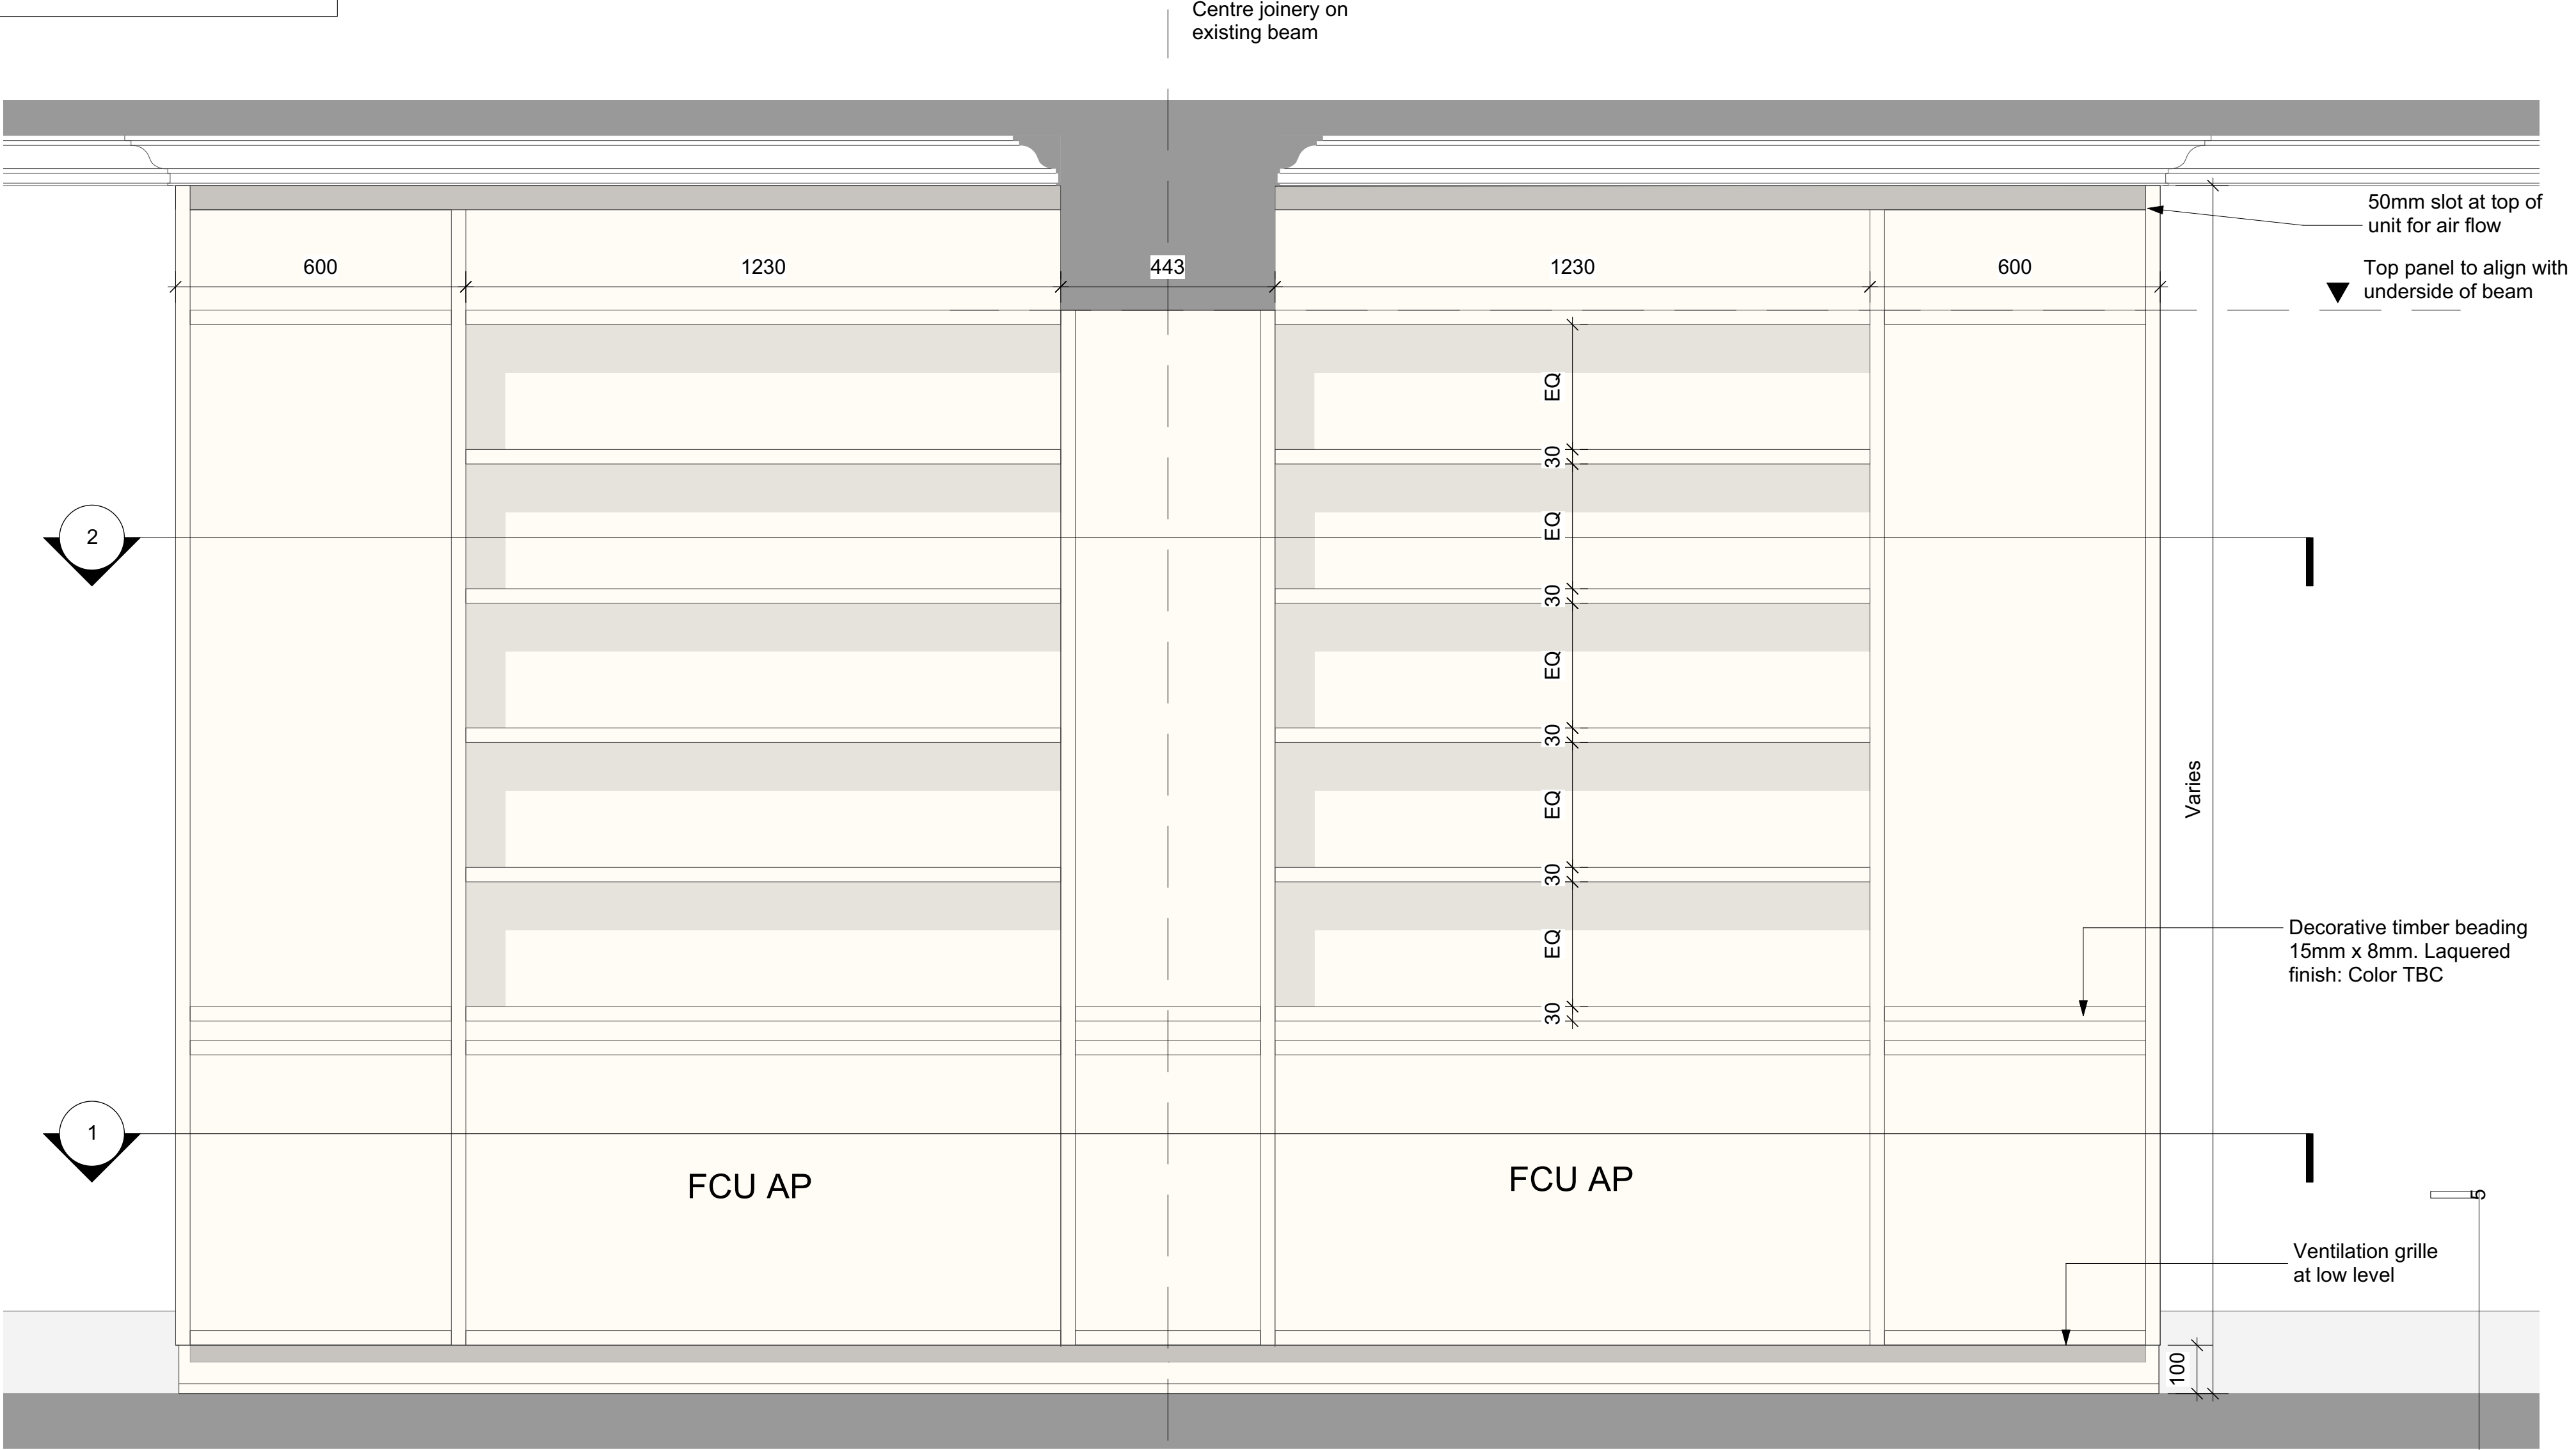 Centre joinery on
existing beam
50mm slot at top of
unit for air flow
600
1230
443
1230
600
Top panel to align with
underside of beam
EQ
30
2
EQ
30
EQ
30
Varies
EQ
30
EQ
30
Decorative timber beading
15mm x 8mm. Laquered
finish: Color TBC
1
FCU AP
FCU AP
5
Ventilation grille
at low level
100